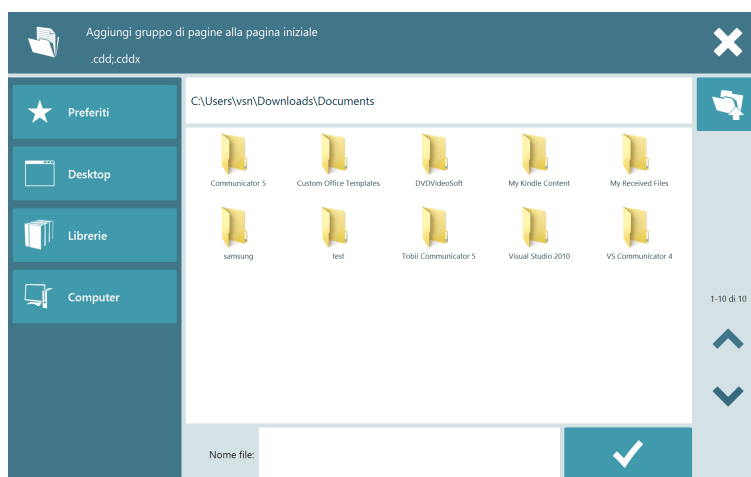 Aggiungi gruppo di pagine alla pagina iniziale
.cdd;.cddx
Preferiti
Desktop
Librerie
Computer
C:\Users\vsn\Downloads\Documents
Communicator 5
Custom Office Templates
DVDVideoSoft
My Kindle Content
My Received Files
samsung
test
Tobii Communicator 5
Visual Studio 2010
VS Communicator 4
1-10 di 10
Nome file: